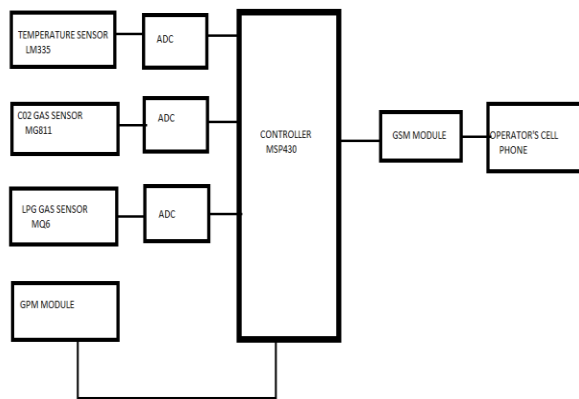 TEMPERATURE SENSOR
LM335
ADC
C02 GAS SENSOR
MG811
ADC
LPG GAS SENSOR
MQ6
ADC
GPM MODULE
CONTROLLER
MSP430
GSM MODULE
OPERATOR'S CELL
PHONE